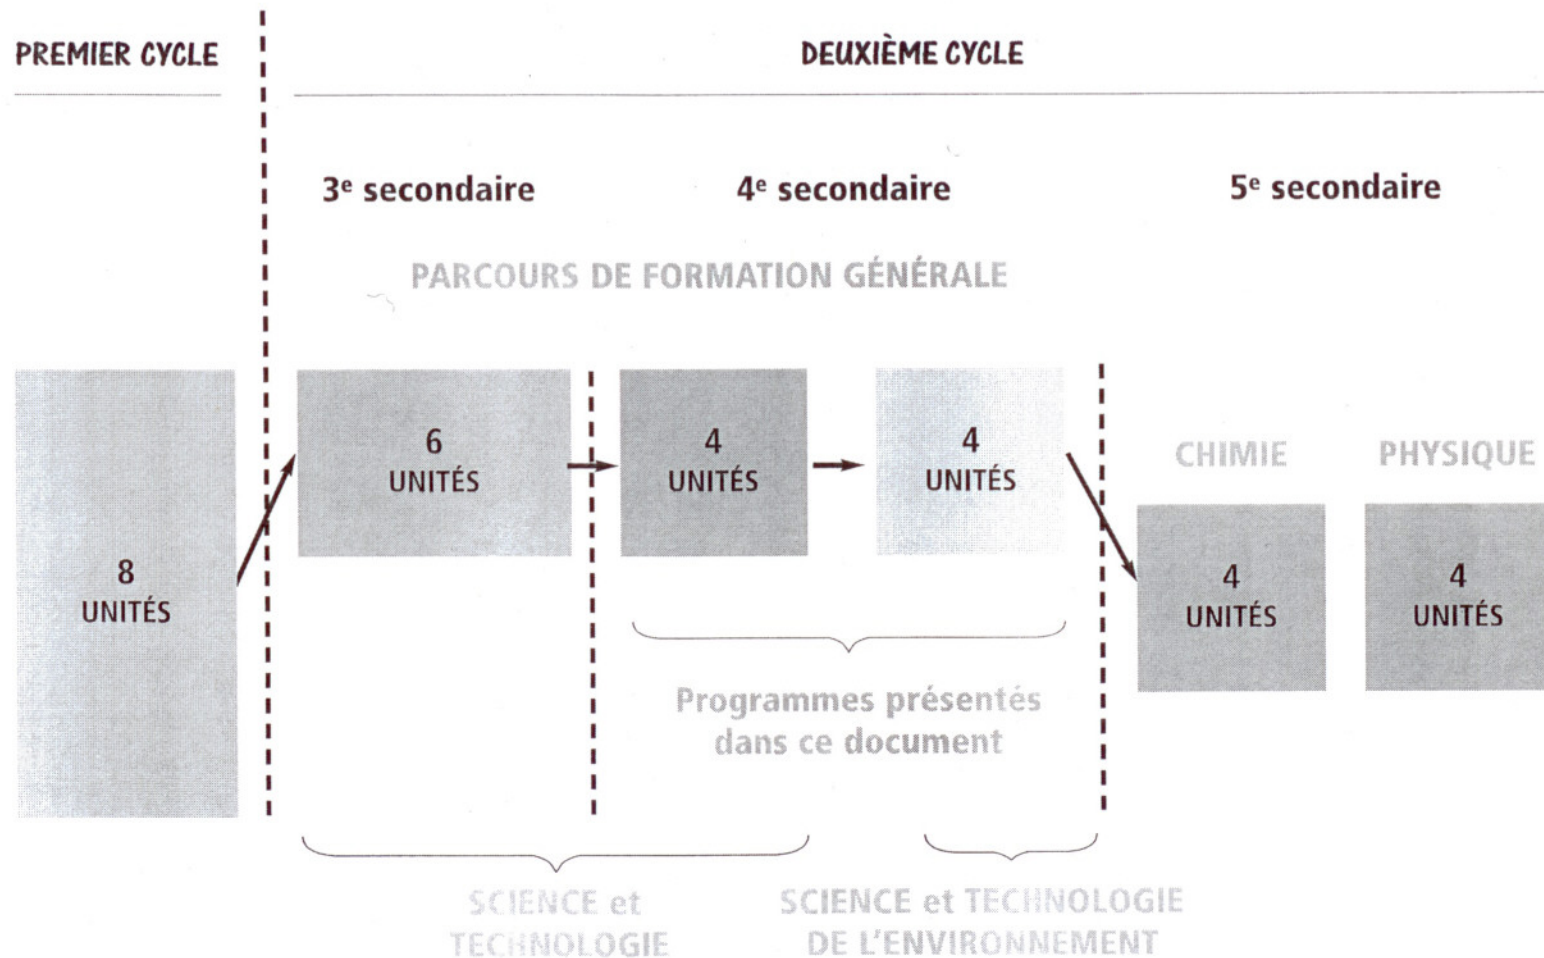 PREMIER CYCLE
DEUXIÈME CYCLE
3e secondaire
4e secondaire
5e secondaire
PARCOURS DE FORMATION GÉNÉRALE
8
UNITÉS
6
UNITÉS
4
UNITÉS
4
UNITÉS
CHIMIE
4
UNITÉS
PHYSIQUE
4
UNITÉS
Programmes présentés
dans ce document
SCIENCE et
TECHNOLOGIE
SCIENCE et TECHNOLOGIE
DE L'ENVIRONNEMENT